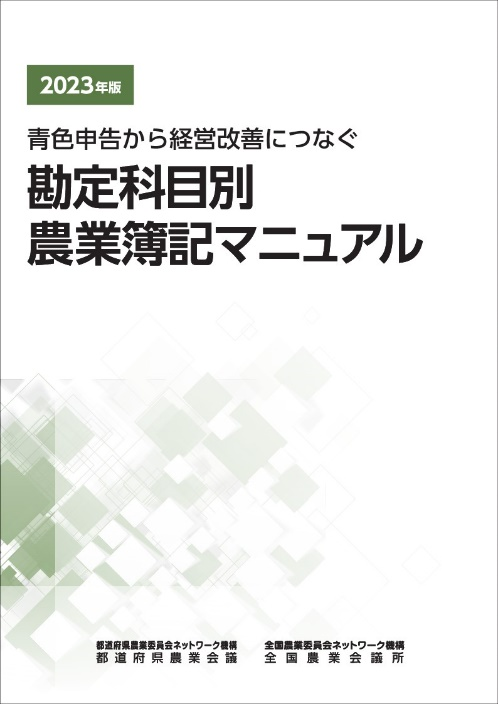 2023年版
青色申告から経営改善につなぐ
勘定科目別
農業簿記マニュアル
都道府県農業委員会ネットワーク機構
都道府県農業会議
全国農業委員会ネットワーク機構
全国農業会議所